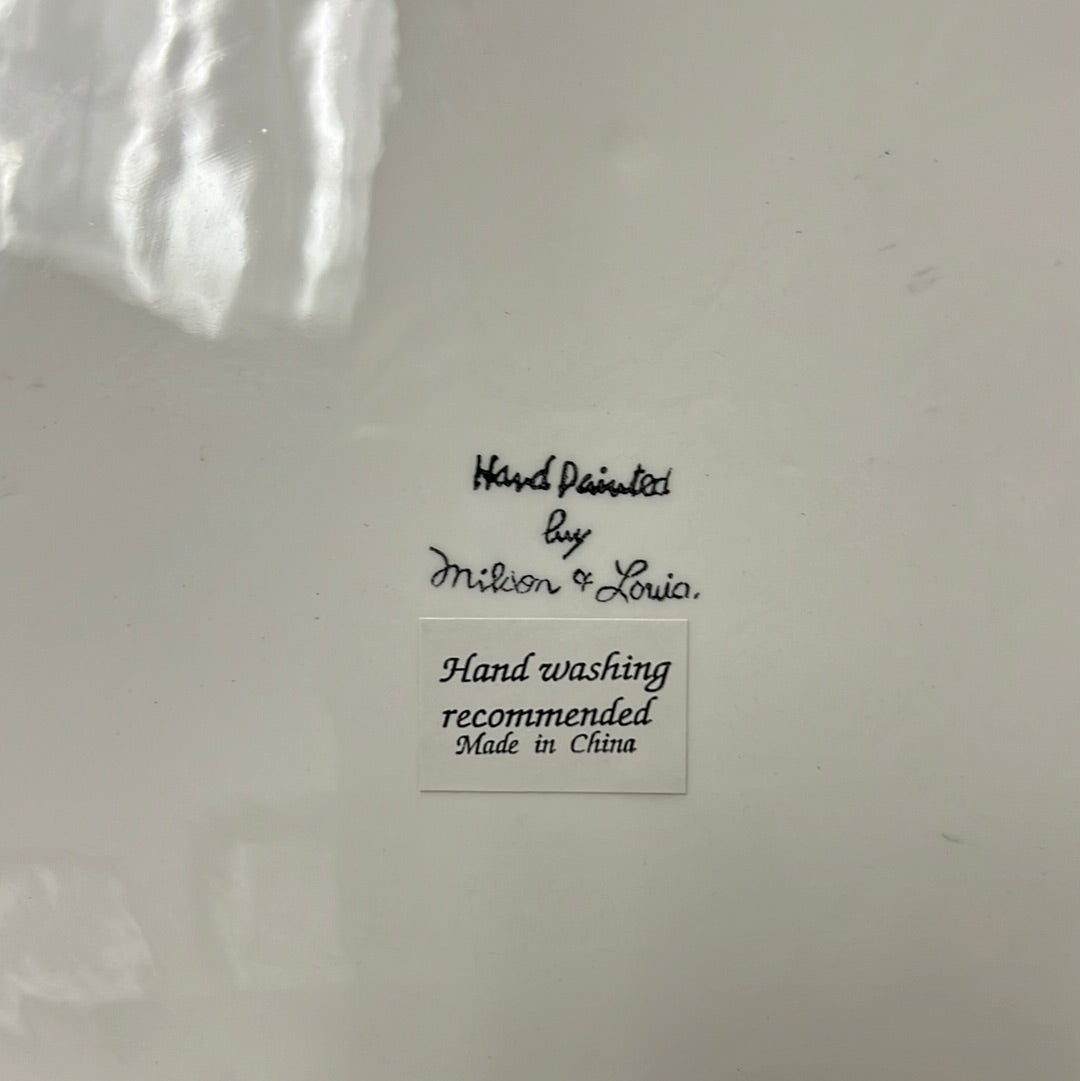 Hand Painted
by
Milson & Louis.
Hand washing
recommended
Made in China